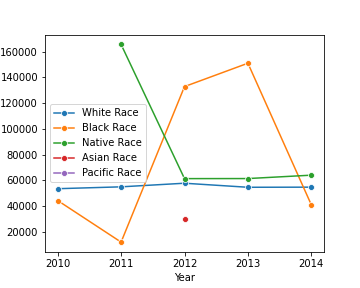 160000
140000
120000
100000
80000
60000
40000
20000
White Race
Black Race
Native Race
Asian Race
Pacific Race
2010 2011 2012 2013 2014
Year